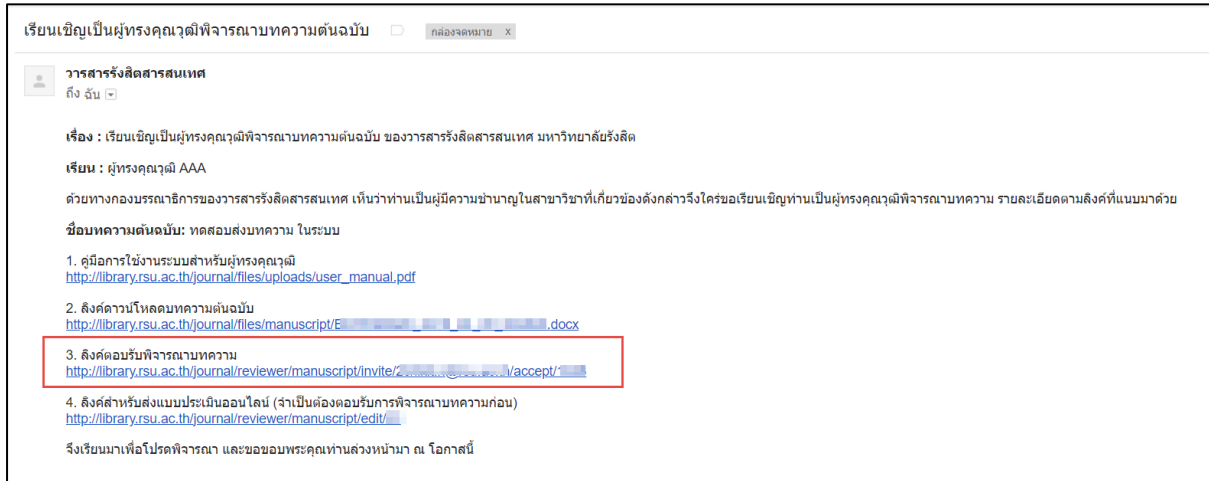 เรียนเชิญเป็นผู้ทรงคุณวุฒิพิจารณาบทความต้นฉบับ กล่องจดหมาย x
วารสารรังสิตสารสนเทศ
ถึง ฉัน
เรื่อง : เรียนเชิญเป็นผู้ทรงคุณวุฒิพิจารณาบทความต้นฉบับ ของวารสารรังสิตสารสนเทศ มหาวิทยาลัยรังสิต
เรียน : ผู้ทรงคุณวุฒิ AAA
ด้วยทางกองบรรณาธิการของวารสารรังสิตสารสนเทศ เห็นว่าท่านเป็นผู้มีความชำนาญในสาขาวิชาที่เกี่ยวข้องดังกล่าวจึงใคร่ขอเรียนเชิญท่านเป็นผู้ทรงคุณวุฒิพิจารณาบทความ รายละเอียดตามลิงค์ที่แนบมาด้วย
ชื่อบทความต้นฉบับ: ทดสอบส่งบทความ ในระบบ
1. คู่มือการใช้งานระบบสำหรับผู้ทรงคุณวุฒิ
http://library.rsu.ac.th/journal/files/uploads/user_manual.pdf
2. ลิงค์ดาวน์โหลดบทความต้นฉบับ
http://library.rsu.ac.th/journal/files/manuscript/ .docx
3. ลิงค์ตอบรับพิจารณาบทความ
http://library.rsu.ac.th/journal/reviewer/manuscript/invite/ /accept/
4. ลิงค์สำหรับส่งแบบประเมินออนไลน์ (จำเป็นต้องตอบรับการพิจารณาบทความก่อน)
http://library.rsu.ac.th/journal/reviewer/manuscript/edit/
จึงเรียนมาเพื่อโปรดพิจารณา และขอขอบพระคุณท่านล่วงหน้ามา ณ โอกาสนี้